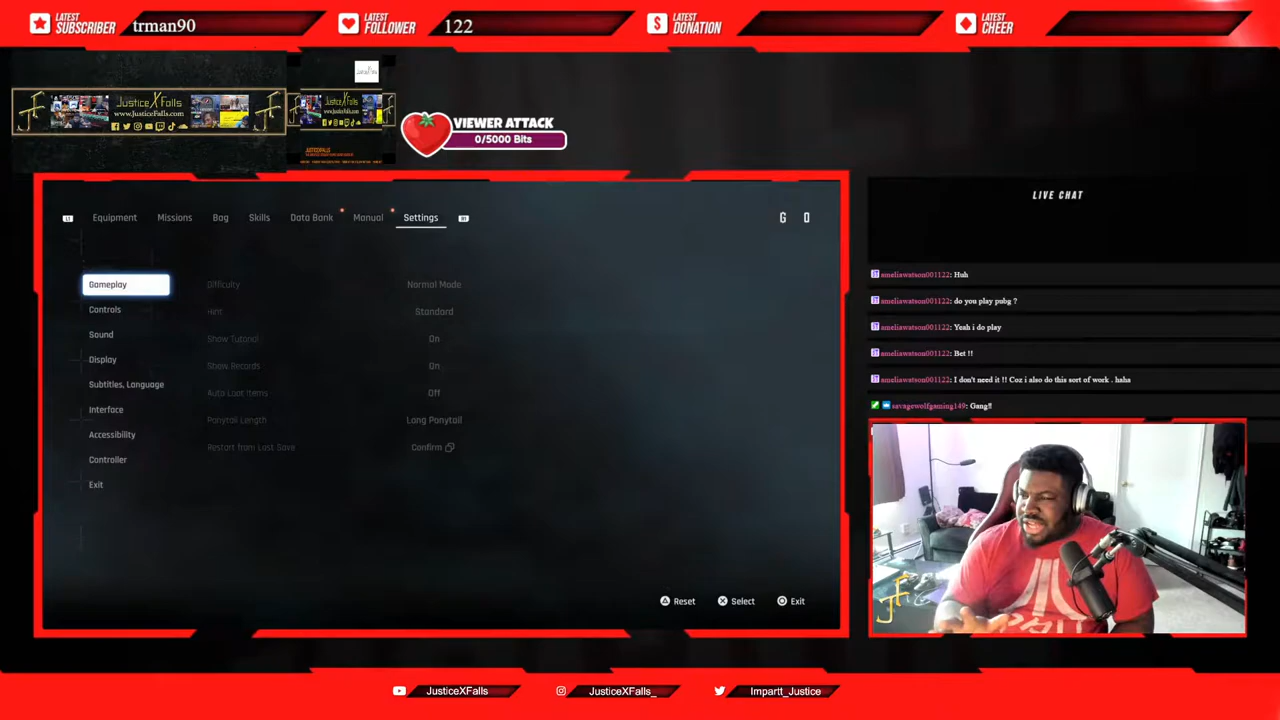 LATEST
SUBSCRIBER
trman90
LATEST
FOLLOWER
122
LATEST
DONATION
LATEST
CHEER
JusticeXFalls
www.JusticeFalls.com
VIEWER ATTACK
0/5000 Bits
LIVE CHAT
ameliawatson001122: Huh
ameliawatson001122: do you play pubg ?
ameliawatson001122: Yeah i do play
ameliawatson001122: Bet !!
ameliawatson001122: I don't need it !! Coz i also do this sort of work . haha
savagewolfgaming149: Gang!!
L1 Equipment Missions Bag Skills Data Bank Manual Settings R1
G 0
Gameplay
Controls
Sound
Display
Subtitles, Language
Interface
Accessibility
Controller
Exit
Difficulty Normal Mode
Hint Standard
Show Tutorial On
Show Records On
Auto Loot Items Off
Ponytail Length Long Ponytail
Restart from Last Save Confirm
Reset Select Exit
JF
JusticeXFalls
JusticeXFalls_
Impartt_Justice